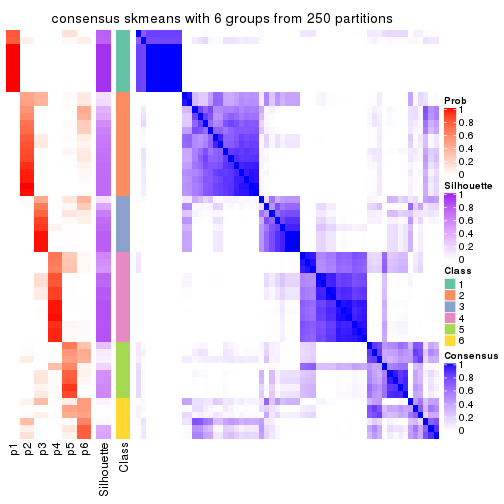 consensus skmeans with 6 groups from 250 partitions
Prob
1
0.8
0.6
0.4
0.2
0
Silhouette
1
0.8
0.6
0.4
0.2
0
Class
1
2
3
4
5
6
Consensus
1
0.8
0.6
0.4
0.2
0
p1
p2
p3
p4
p5
p6
Silhouette
Class